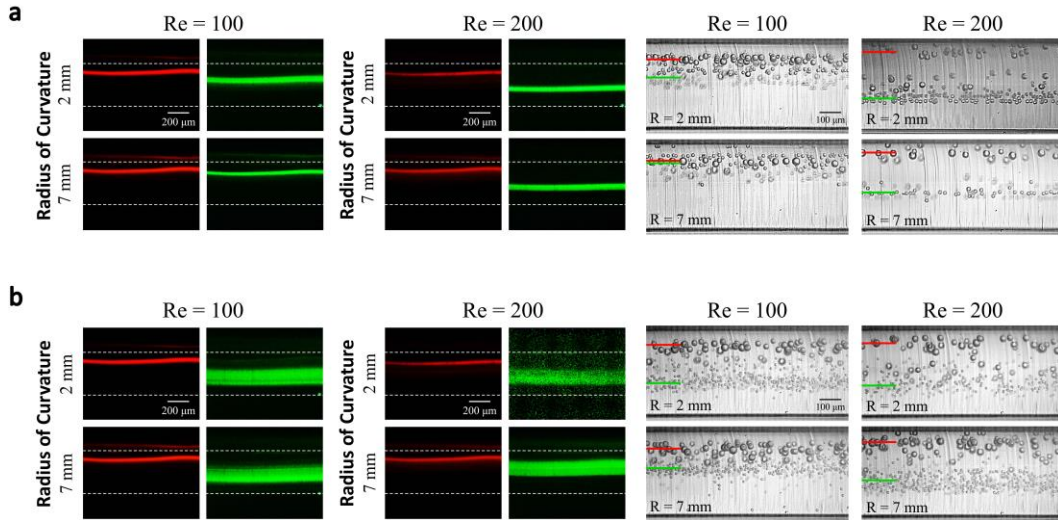 a
Re = 100
Re = 200
Re = 100
Re = 200
Radius of Curvature
2 mm
7 mm
200 μm
200 μm
R = 2 mm
100 μm
R = 2 mm
R = 7 mm
R = 7 mm
b
Re = 100
Re = 200
Re = 100
Re = 200
Radius of Curvature
2 mm
7 mm
200 μm
200 μm
R = 2 mm
100 μm
R = 2 mm
R = 7 mm
R = 7 mm
Radius of Curvature
Radius of Curvature
2 mm
7 mm
2 mm
7 mm